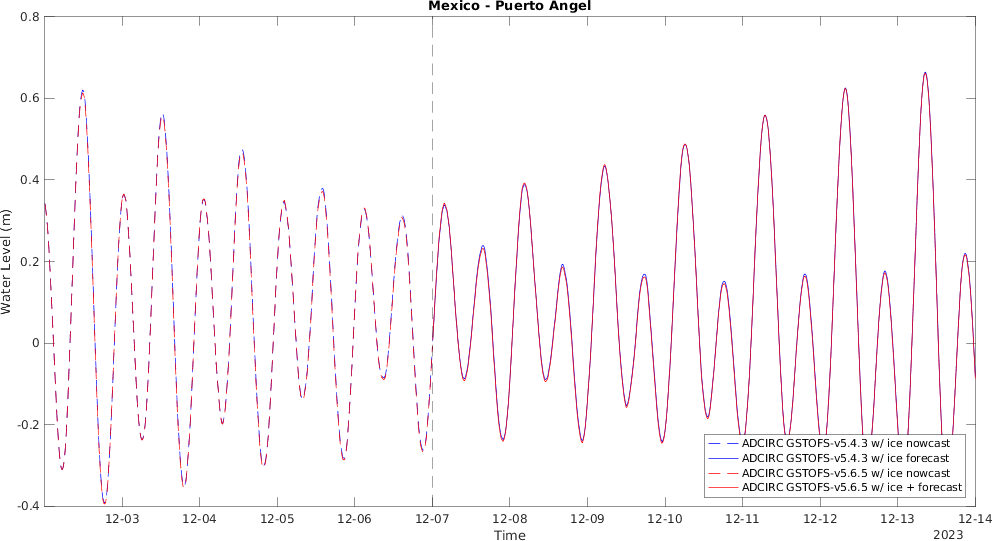 Mexico - Puerto Angel
Water Level (m)
0.8
0.6
0.4
0.2
0
-0.2
-0.4
ADCIRC GSTOFS-v5.4.3 w/ ice nowcast
ADCIRC GSTOFS-v5.4.3 w/ ice forecast
ADCIRC GSTOFS-v5.6.5 w/ ice nowcast
ADCIRC GSTOFS-v5.6.5 w/ ice + forecast
12-03 12-04 12-05 12-06 12-07 12-08 12-09 12-10 12-11 12-12 12-13 12-14
Time
2023